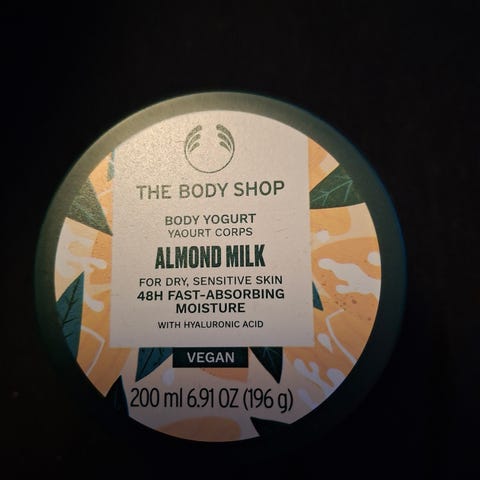 THE BODY SHOP
BODY YOGURT
YAOURT CORPS
ALMOND MILK
FOR DRY, SENSITIVE SKIN
48H FAST-ABSORBING
MOISTURE
WITH HYALURONIC ACID
VEGAN
200 ml 6.91 OZ (196 g)